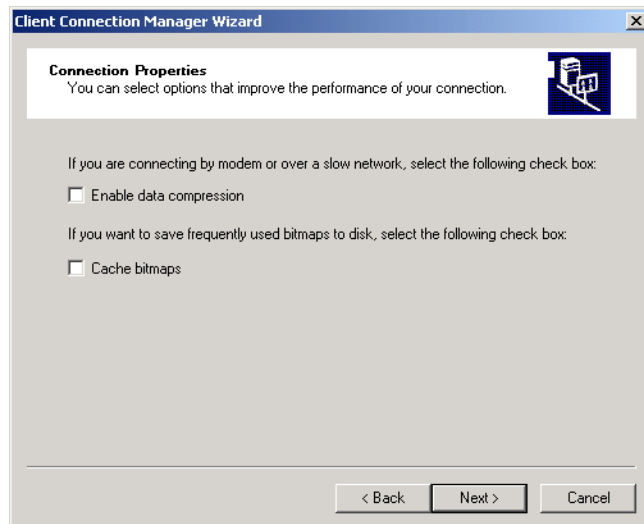 Client Connection Manager Wizard
Connection Properties
You can select options that improve the performance of your connection.
If you are connecting by modem or over a slow network, select the following check box:
Enable data compression
If you want to save frequently used bitmaps to disk, select the following check box:
Cache bitmaps
< Back Next > Cancel